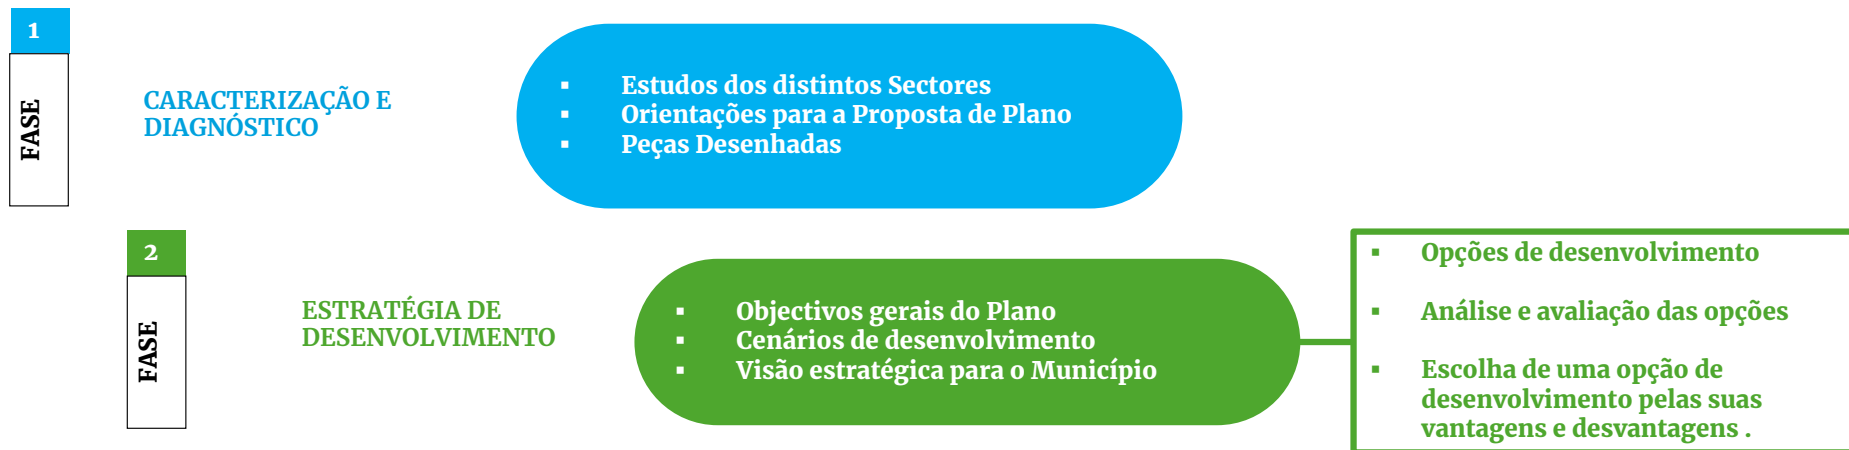 1
FASE
CARACTERIZAÇÃO E
DIAGNÓSTICO
▪ Estudos dos distintos Sectores
▪ Orientações para a Proposta de Plano
▪ Peças Desenhadas
2
FASE
ESTRATÉGIA DE
DESENVOLVIMENTO
▪ Objectivos gerais do Plano
▪ Cenários de desenvolvimento
▪ Visão estratégica para o Município
▪ Opções de desenvolvimento
▪ Análise e avaliação das opções
▪ Escolha de uma opção de
desenvolvimento pelas suas
vantagens e desvantagens .